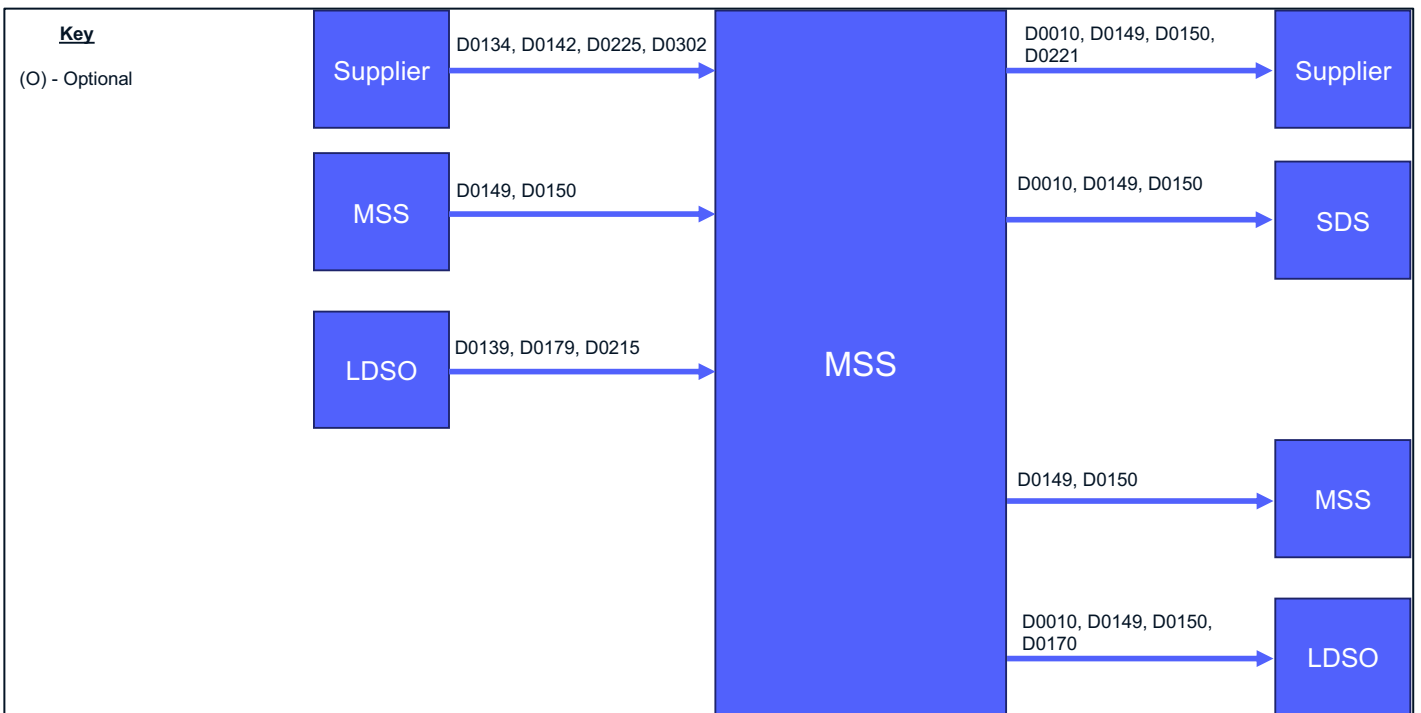 Key
(O) - Optional
Supplier
D0134, D0142, D0225, D0302
MSS
D0149, D0150
LDSO
D0139, D0179, D0215
MSS
D0010, D0149, D0150,
D0221
Supplier
D0010, D0149, D0150
SDS
D0149, D0150
MSS
D0010, D0149, D0150,
D0170
LDSO